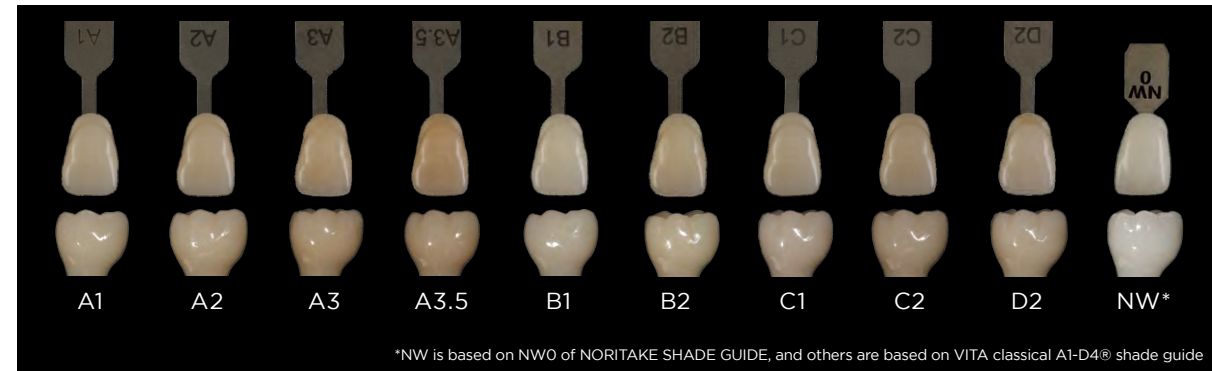 A1 A2 A3 A3.5 B1 B2 C1 C2 D2 NW 0
A1 A2 A3 A3.5 B1 B2 C1 C2 D2 NW*
*NW is based on NW0 of NORITAKE SHADE GUIDE, and others are based on VITA classical A1-D4® shade guide